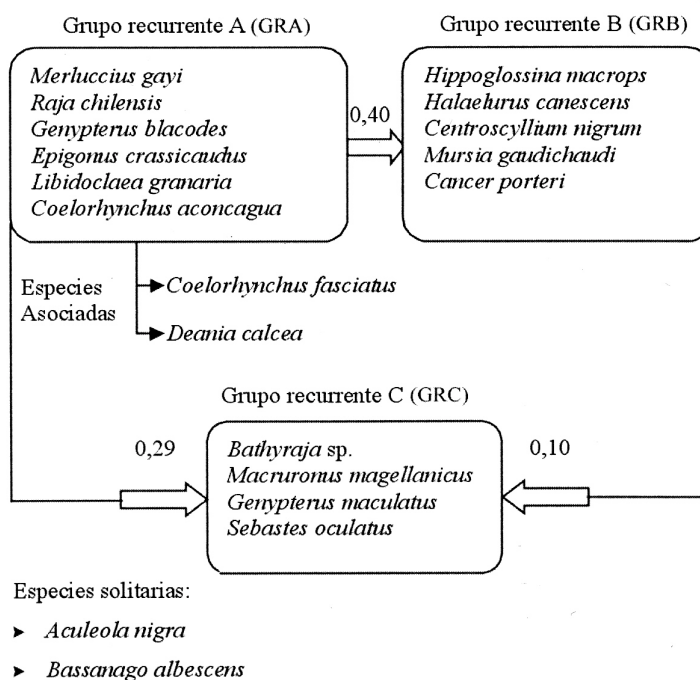 Grupo recurrente A (GRA)
Merluccius gayi
Raja chilensis
Genypterus blacodes
Epigonus crassicaudus
Libidoclaea granaria
Coelorhynchus aconcagua
0,40
Grupo recurrente B (GRB)
Hippoglossina macrops
Halaelurus canescens
Centroscyllium nigrum
Mursia gaudichaudi
Cancer porteri
Especies
Asociadas
Coelorhynchus fasciatus
Deania calcea
Grupo recurrente C (GRC)
0,29
Bathyraja sp.
Macruronus magellanicus
Genypterus maculatus
Sebastes oculatus
0,10
Especies solitarias:
➤ Aculeola nigra
➤ Bassanago albescens